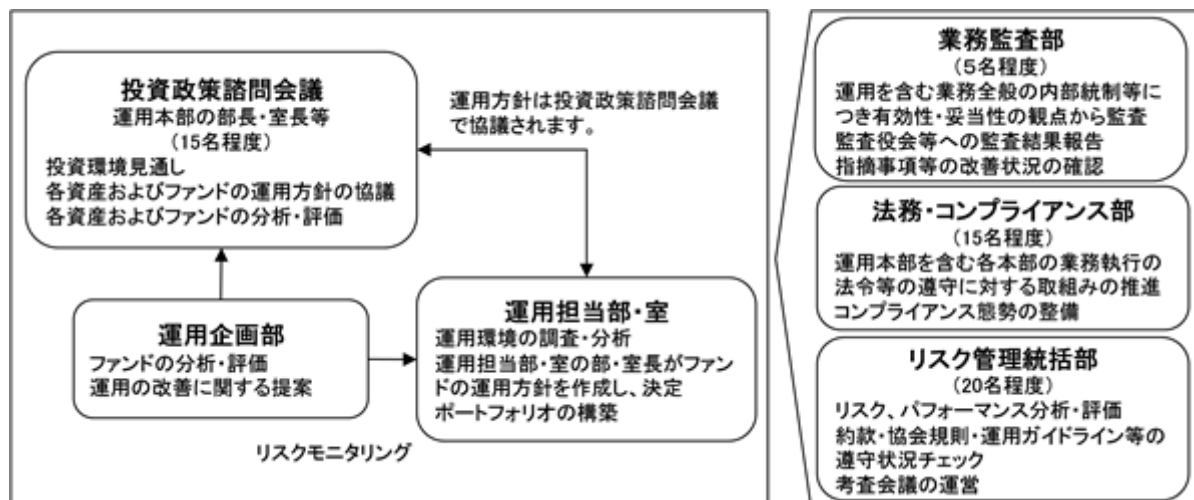 投資政策諮問会議
運用本部の部長・室長等
(15名程度)
投資環境見通し
各資産およびファンドの運用方針の協議
各資産およびファンドの分析・評価
運用方針は投資政策諮問会議
で協議されます。
運用企画部
ファンドの分析・評価
運用の改善に関する提案
運用担当部・室
運用環境の調査・分析
運用担当部・室の部・室長がファン
ドの運用方針を作成し、決定
ポートフォリオの構築
リスクモニタリング
業務監査部
(5名程度)
運用を含む業務全般の内部統制等に
つき有効性・妥当性の観点から監査
監査役会等への監査結果報告
指摘事項等の改善状況の確認
法務・コンプライアンス部
(15名程度)
運用本部を含む各本部の業務執行の
法令等の遵守に対する取組みの推進
コンプライアンス態勢の整備
リスク管理統括部
(20名程度)
リスク、パフォーマンス分析・評価
約款・協会規則・運用ガイドライン等の
遵守状況チェック
考査会議の運営